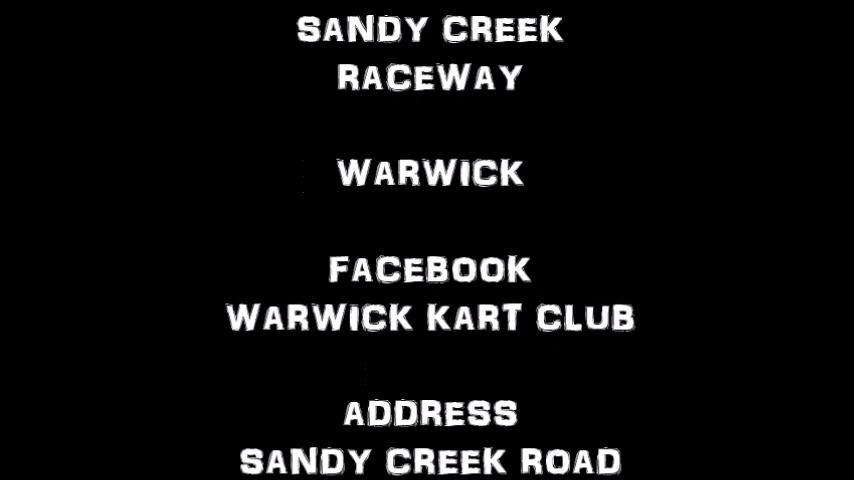 SANDY CREEK
RACEWAY
WARWICK
FACEBOOK
WARWICK KART CLUB
ADDRESS
SANDY CREEK ROAD